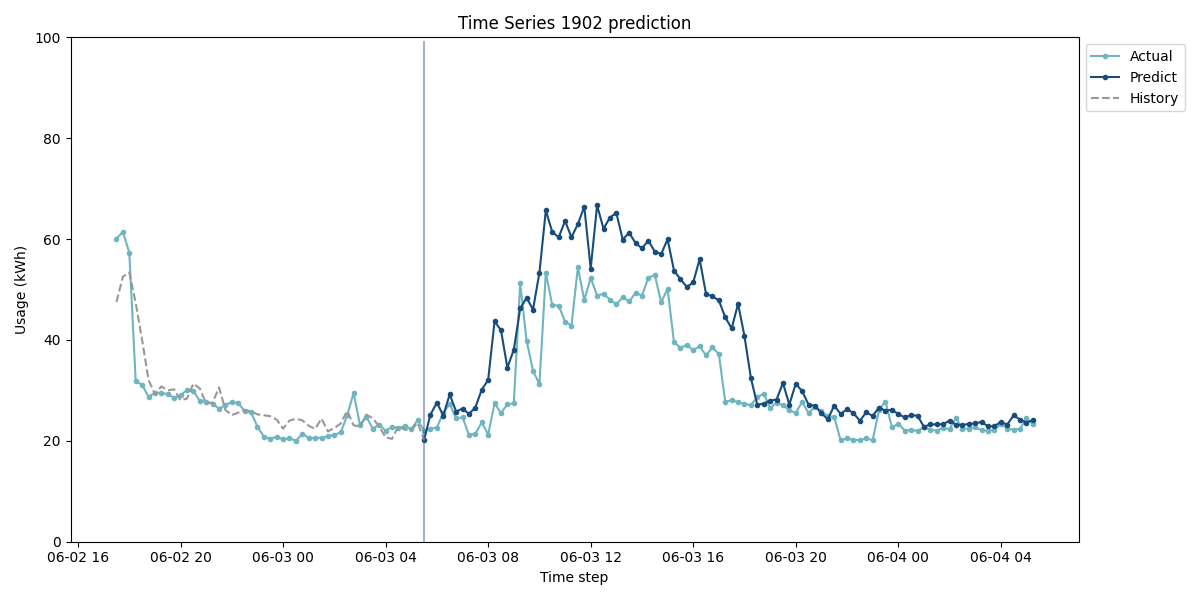 Time Series 1902 prediction
100
80
60
40
20
0
Usage (kWh)
06-02 16 06-02 20 06-03 00 06-03 04 06-03 08 06-03 12 06-03 16 06-03 20 06-04 00 06-04 04
Time step
Actual
Predict
History